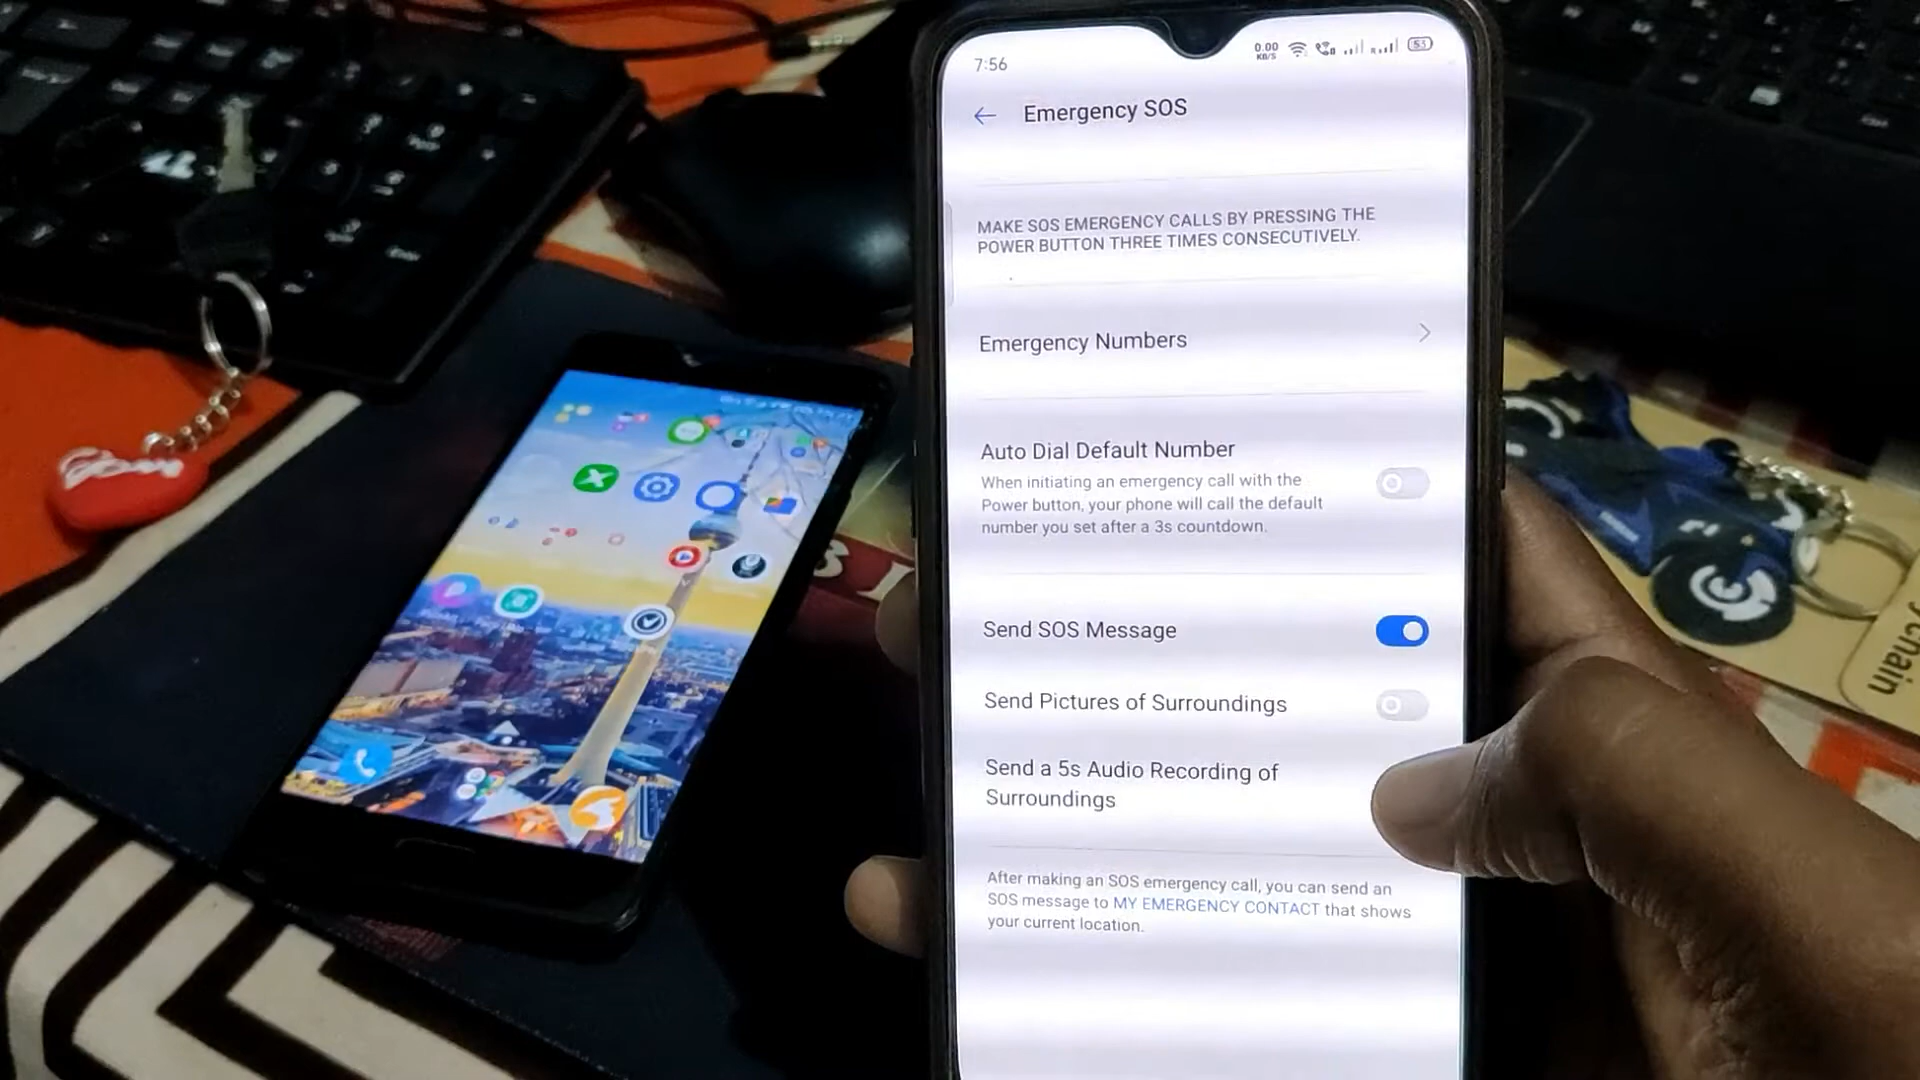 7:56
0.00
KB/S
53
Emergency SOS
MAKE SOS EMERGENCY CALLS BY PRESSING THE
POWER BUTTON THREE TIMES CONSECUTIVELY.
Emergency Numbers
Auto Dial Default Number
When initiating an emergency call with the
Power button, your phone will call the default
number you set after a 3s countdown.
Send SOS Message
Send Pictures of Surroundings
Send a 5s Audio Recording of
Surroundings
After making an SOS emergency call, you can send an
SOS message to MY EMERGENCY CONTACT that shows
your current location.